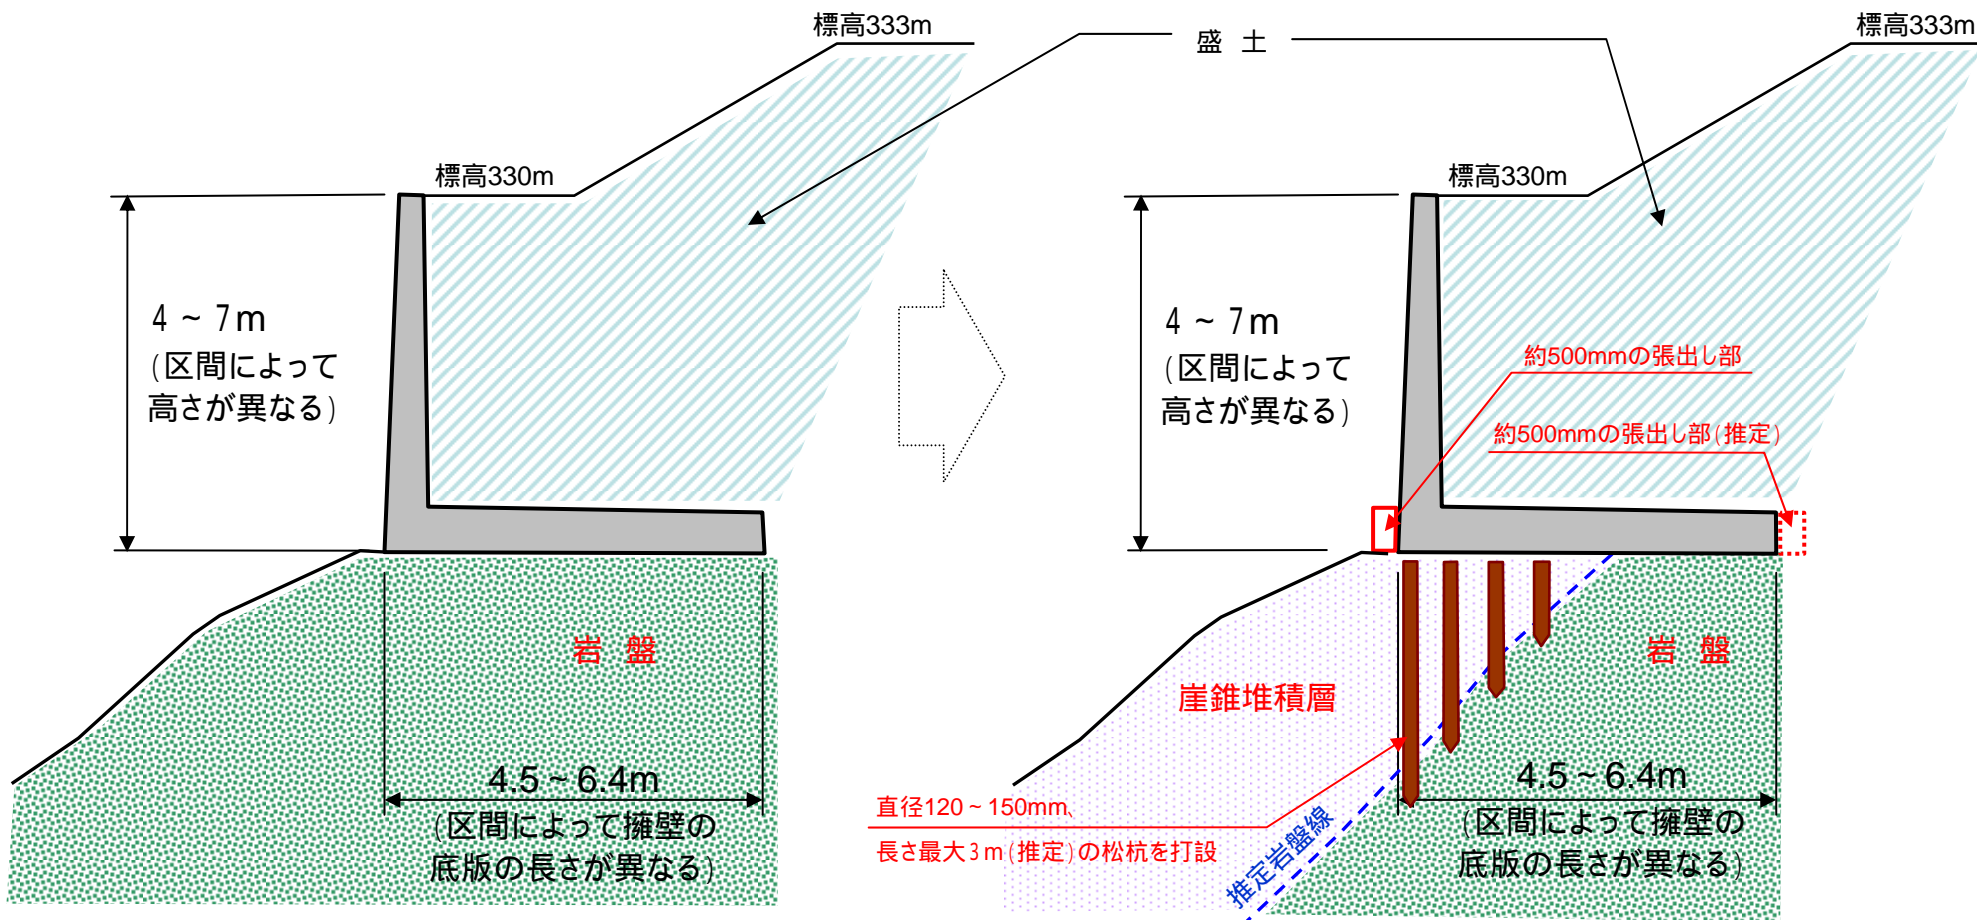 標高333m
標高330m
4 ~ 7m
(区間によって
高さが異なる)
岩 盤
4.5~6.4m
(区間によって擁壁の
底版の長さが異なる)
盛 土
標高333m
標高330m
4 ~ 7m
(区間によって
高さが異なる)
約500mmの張出し部
約500mmの張出し部(推定)
岩 盤
崖錐堆積層
4.5~6.4m
(区間によって擁壁の
底版の長さが異なる)
直径120~150mm、
長さ最大3m(推定)の松杭を打設
推定岩盤線